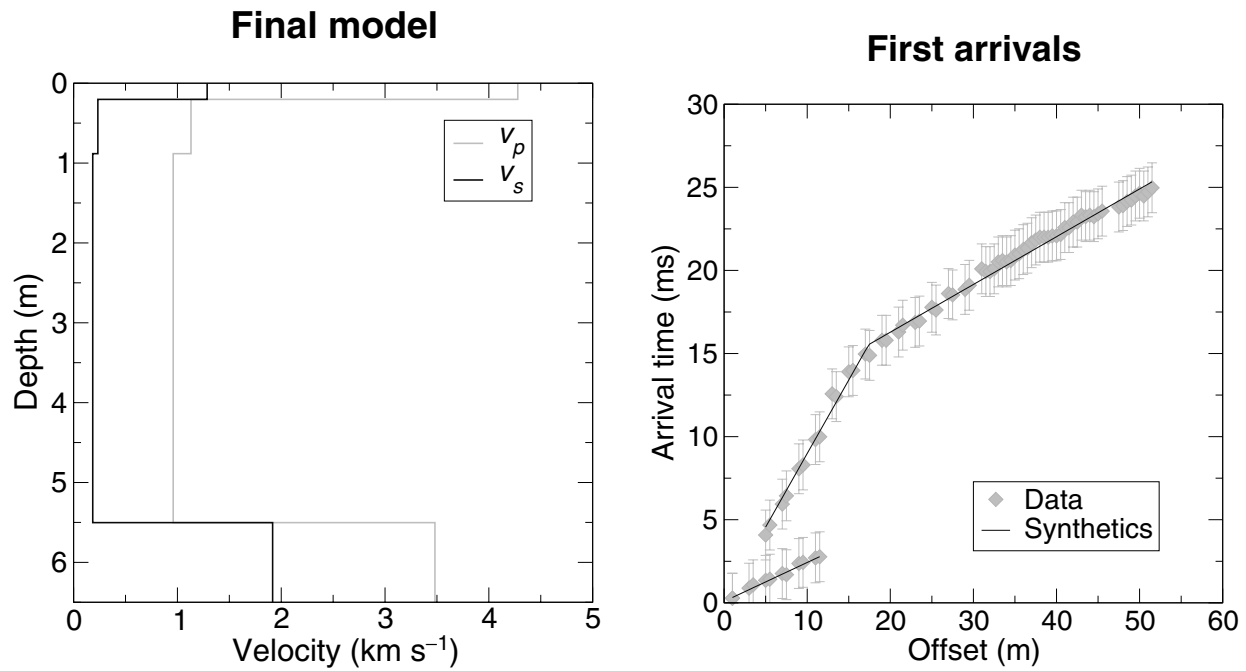 Final model
0
1
2
3
4
5
6
Depth (m)
0 1 2 3 4 5
Velocity (km s⁻¹)
vₚ
vₛ
First arrivals
30
25
20
15
10
5
0
Arrival time (ms)
0 10 20 30 40 50 60
Offset (m)
Data
Synthetics